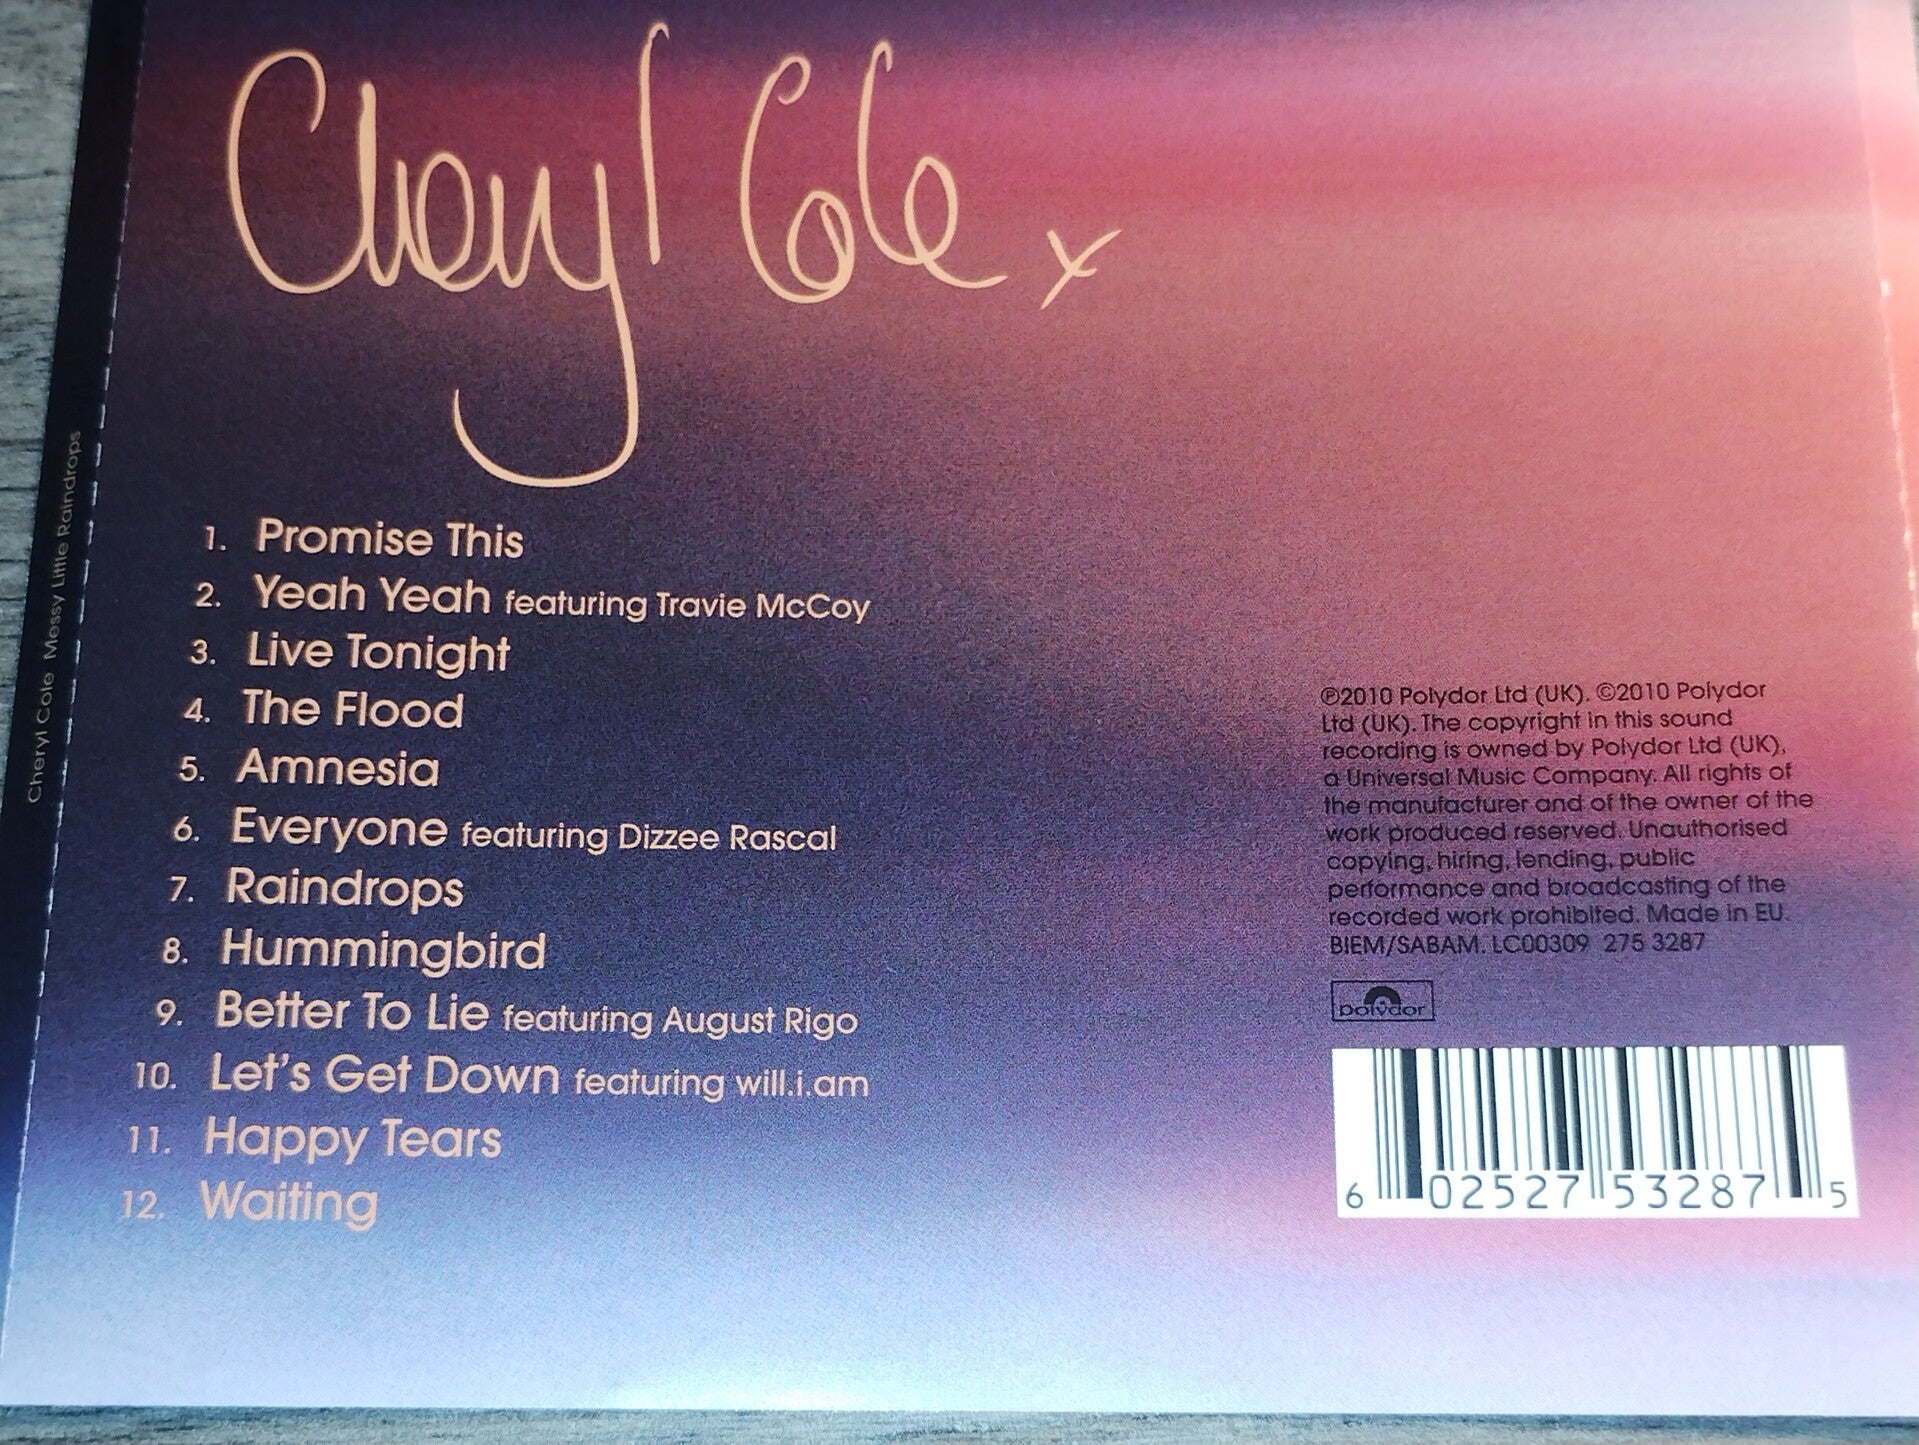 Cheryl Cole x
Cheryl Cole Messy Little Raindrops
1. Promise This
2. Yeah Yeah featuring Travie McCoy
3. Live Tonight
4. The Flood
5. Amnesia
6. Everyone featuring Dizzee Rascal
7. Raindrops
8. Hummingbird
9. Better To Lie featuring August Rigo
10. Let's Get Down featuring will.i.am
11. Happy Tears
12. Waiting
℗2010 Polydor Ltd (UK). ©2010 Polydor
Ltd (UK). The copyright in this sound
recording is owned by Polydor Ltd (UK),
a Universal Music Company. All rights of
the manufacturer and of the owner of the
work produced reserved. Unauthorised
copying, hiring, lending, public
performance and broadcasting of the
recorded work prohibited. Made in EU.
BIEM/SABAM. LC00309 275 3287
polydor
6 02527 53287 5